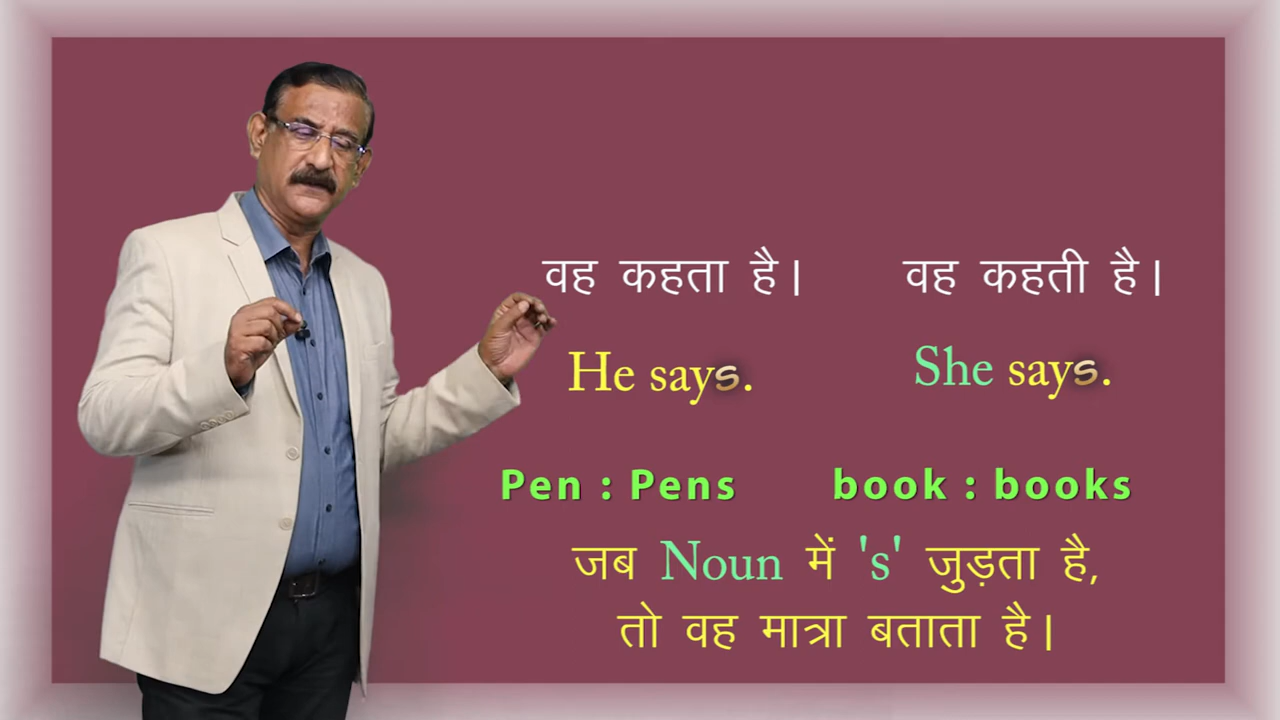 वह कहता है। वह कहती है।
He says. She says.
Pen : Pens book : books
जब Noun में 's' जुड़ता है,
तो वह मात्रा बताता है।